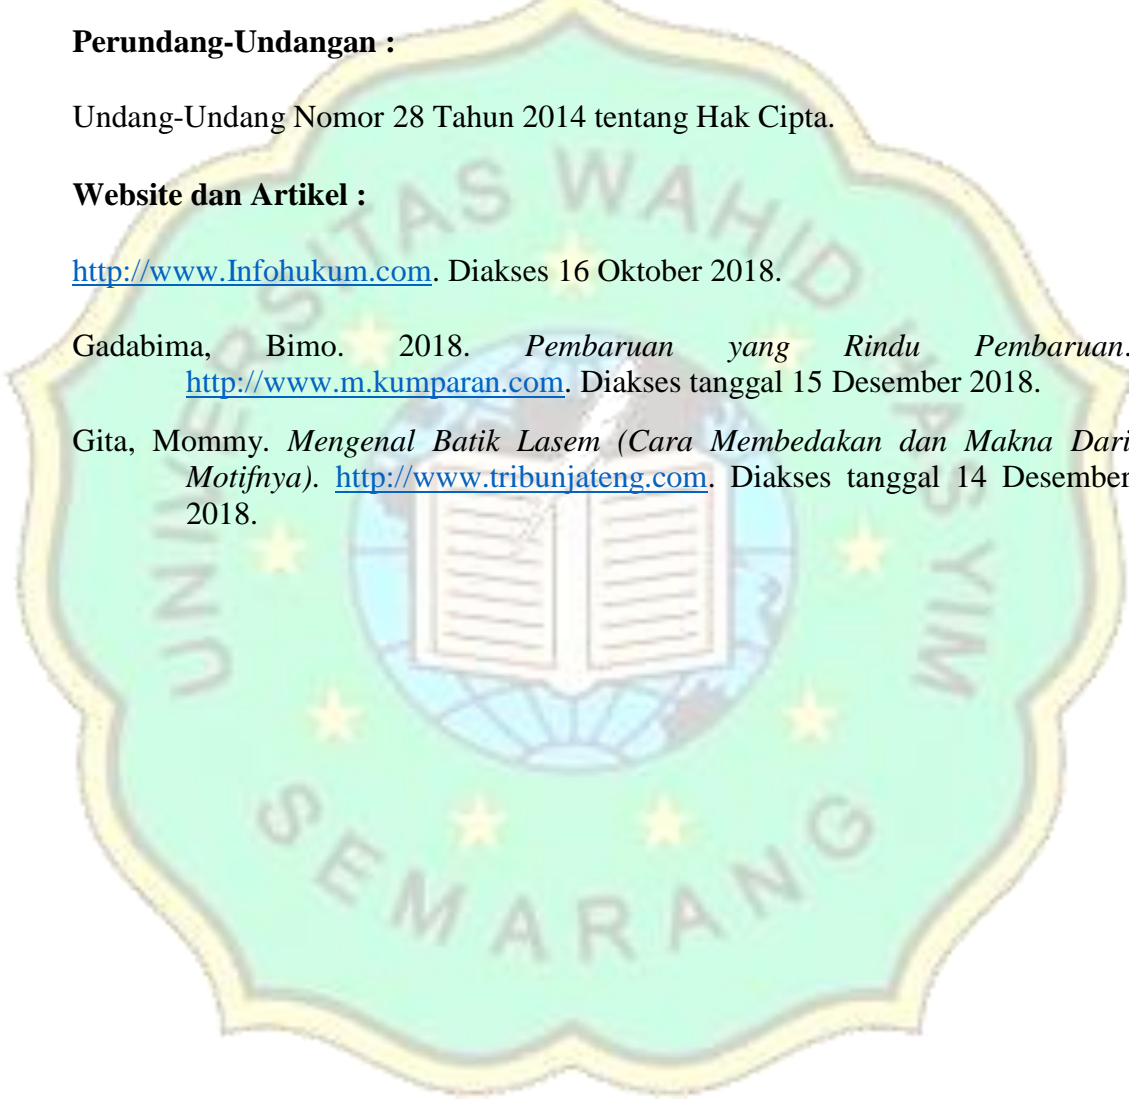 Perundang-Undangan :
Undang-Undang Nomor 28 Tahun 2014 tentang Hak Cipta.
Website dan Artikel :
http://www.Infohukum.com. Diakses 16 Oktober 2018.
Gadabima, Bimo. 2018. Pembaruan yang Rindu Pembaruan.
http://www.m.kumparan.com. Diakses tanggal 15 Desember 2018.
Gita, Mommy. Mengenal Batik Lasem (Cara Membedakan dan Makna Dari
Motifnya). http://www.tribunjateng.com. Diakses tanggal 14 Desember
2018.
UNIVERSITAS WAHID HASYIM
SEMARANG